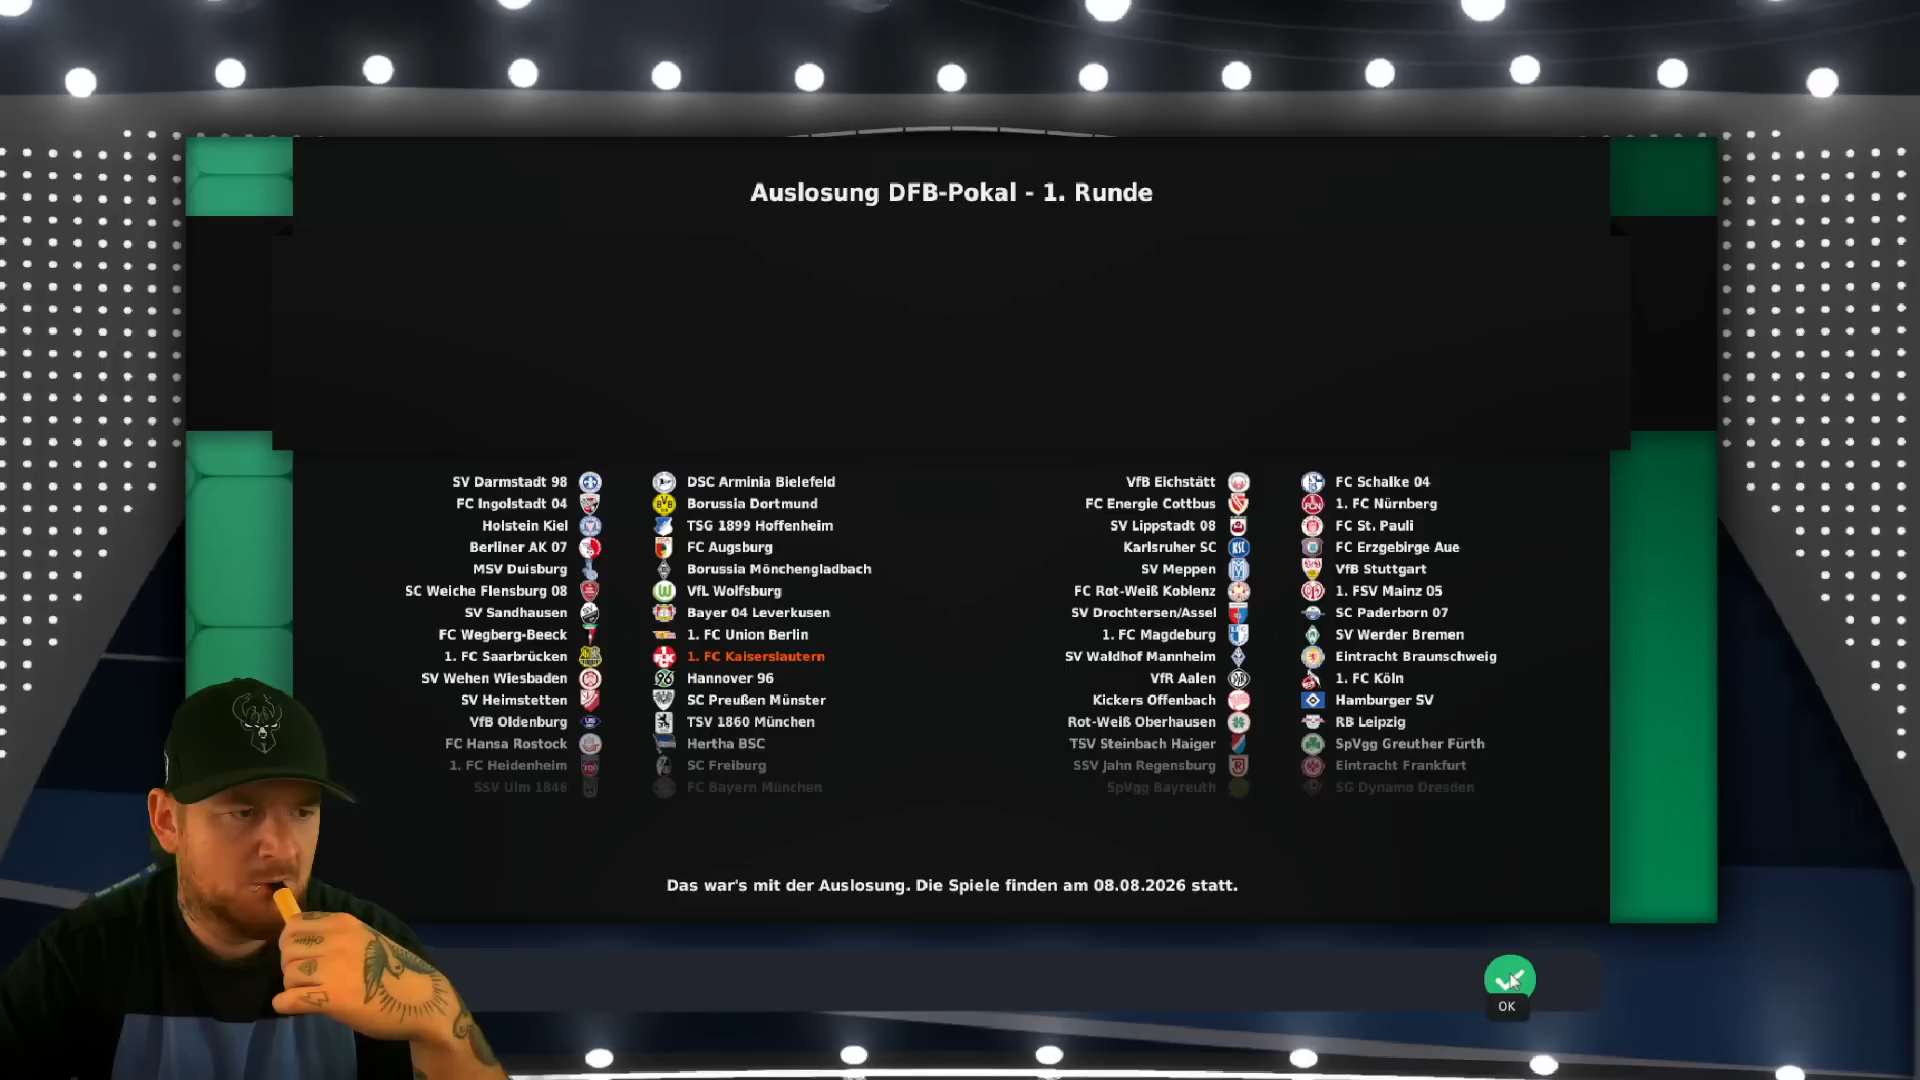 Auslosung DFB-Pokal - 1. Runde
SV Darmstadt 98 DSC Arminia Bielefeld
FC Ingolstadt 04 Borussia Dortmund
Holstein Kiel TSG 1899 Hoffenheim
Berliner AK 07 FC Augsburg
MSV Duisburg Borussia Mönchengladbach
SC Weiche Flensburg 08 VfL Wolfsburg
SV Sandhausen Bayer 04 Leverkusen
FC Wegberg-Beeck 1. FC Union Berlin
1. FC Saarbrücken 1. FC Kaiserslautern
SV Wehen Wiesbaden Hannover 96
SV Heimstetten SC Preußen Münster
VfB Oldenburg TSV 1860 München
FC Hansa Rostock Hertha BSC
1. FC Heidenheim SC Freiburg
SSV Ulm 1846 FC Bayern München
VfB Eichstätt FC Schalke 04
FC Energie Cottbus 1. FC Nürnberg
SV Lippstadt 08 FC St. Pauli
Karlsruher SC FC Erzgebirge Aue
SV Meppen VfB Stuttgart
FC Rot-Weiß Koblenz 1. FSV Mainz 05
SV Drochtersen/Assel SC Paderborn 07
1. FC Magdeburg SV Werder Bremen
SV Waldhof Mannheim Eintracht Braunschweig
VfR Aalen 1. FC Köln
Kickers Offenbach Hamburger SV
Rot-Weiß Oberhausen RB Leipzig
TSV Steinbach Haiger SpVgg Greuther Fürth
SSV Jahn Regensburg Eintracht Frankfurt
SpVgg Bayreuth SG Dynamo Dresden
Das war's mit der Auslosung. Die Spiele finden am 08.08.2026 statt.
OK